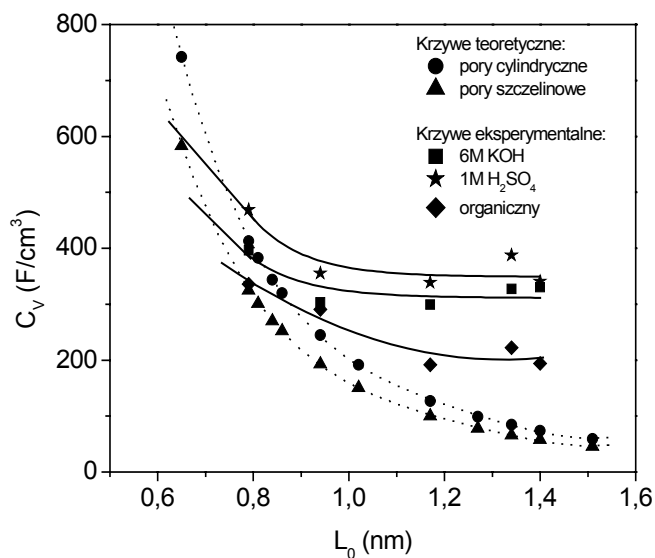 800
600
400
200
0
C_V (F/cm³)
Krzywe teoretyczne:
pory cylindryczne
pory szczelinowe
Krzywe eksperymentalne:
6M KOH
1M H₂SO₄
organiczny
0,6 0,8 1,0 1,2 1,4 1,6
L₀ (nm)